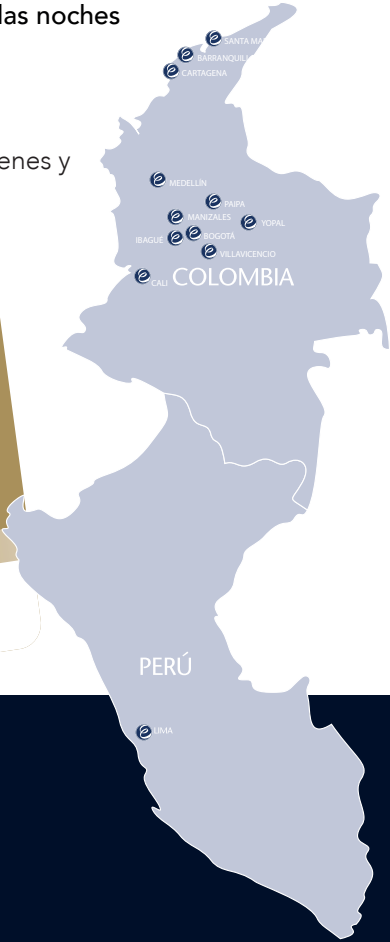 las noches
enes y
SANTA MA
BARRANQUILL
CARTAGENA
MEDELLÍN
PAIPA
MANIZALES
YOPAL
IBAGUÉ
BOGOTÁ
VILLAVICENCIO
CALI
COLOMBIA
PERÚ
LIMA